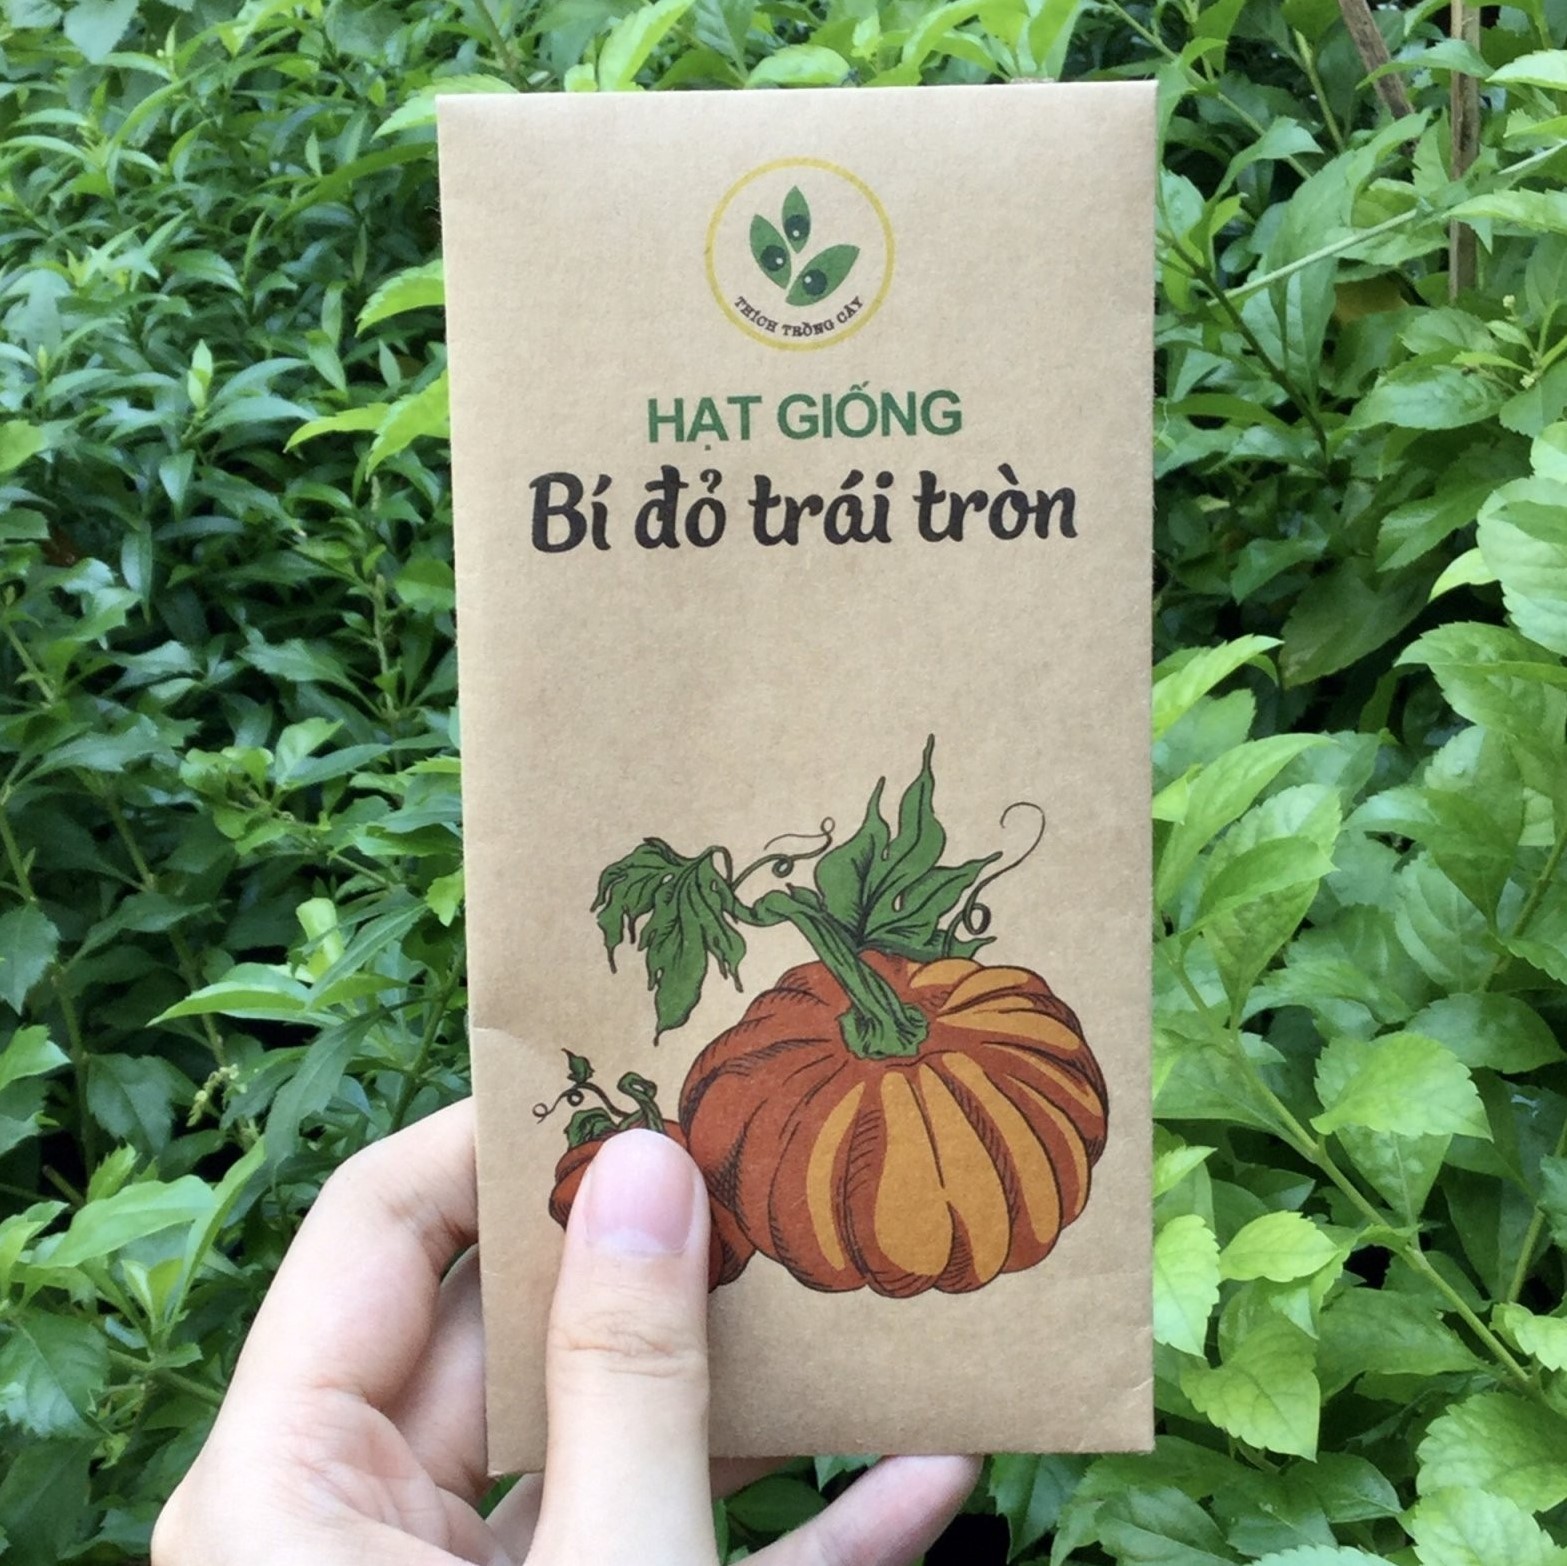 THÍCH TRỒNG CÂY
HẠT GIỐNG
Bí đỏ trái tròn